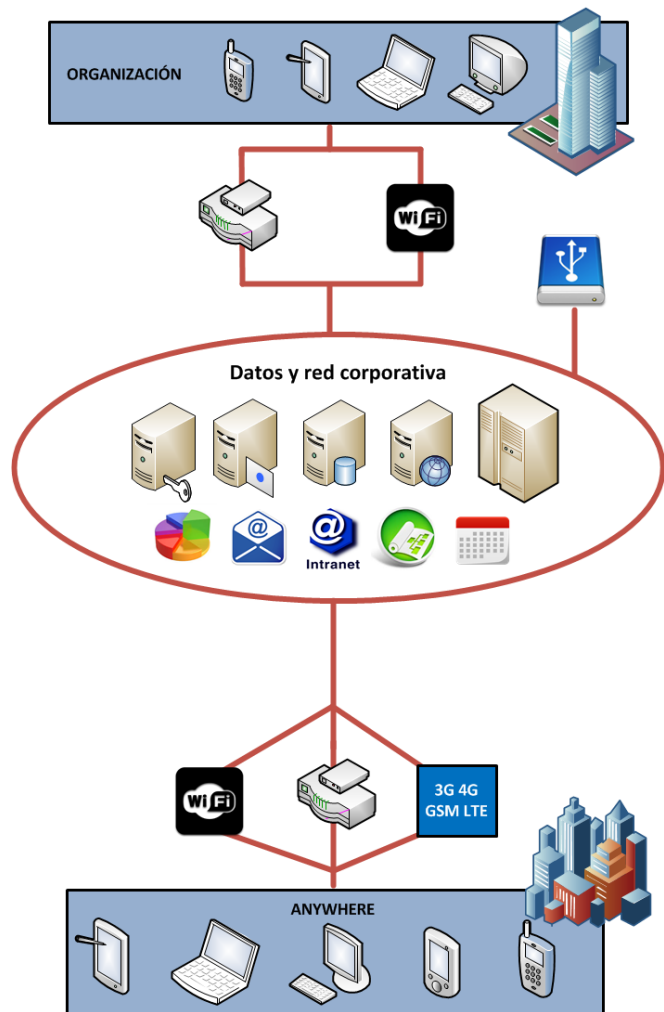 ORGANIZACIÓN
Wi Fi
Datos y red corporativa
@
@
Intranet
Wi Fi
3G 4G
GSM LTE
ANYWHERE